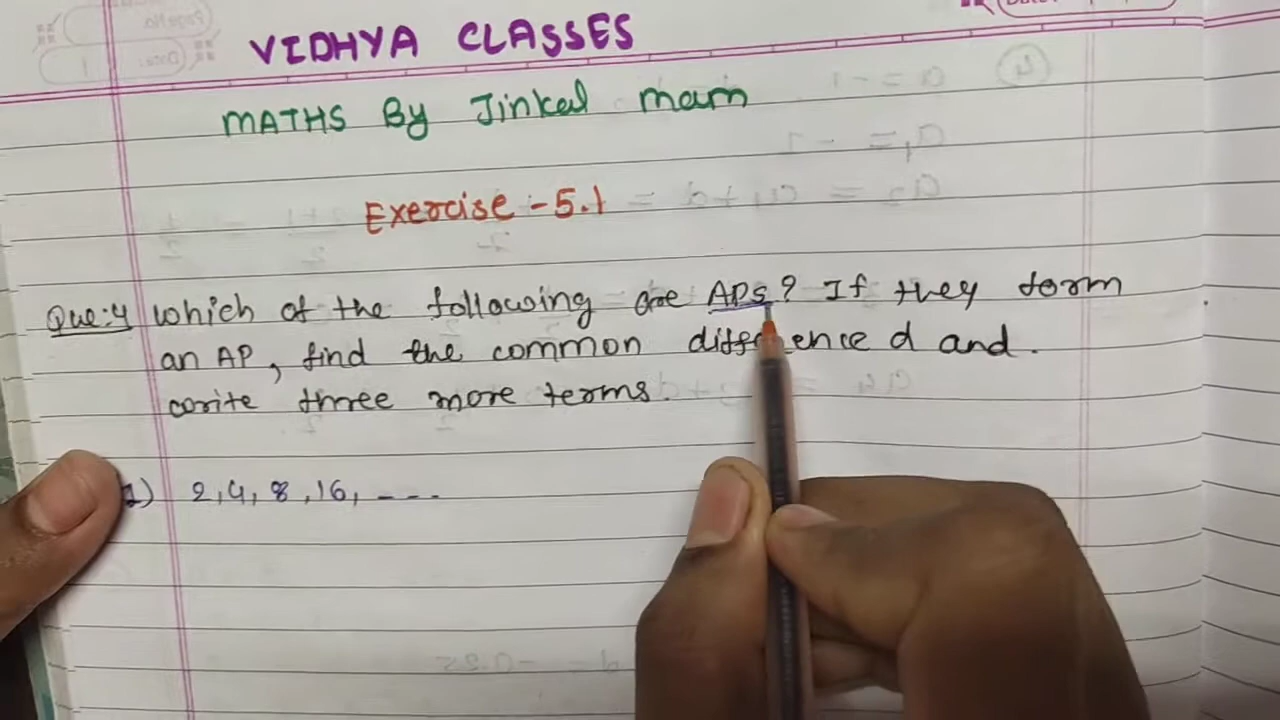 VIDHYA CLASSES
MATHS By Jinkal mam
Exercise - 5.1
Que:4 which of the following are APs? If they form
an AP, find the common difference d and.
write three more terms.
1) 2, 4, 8, 16, ---